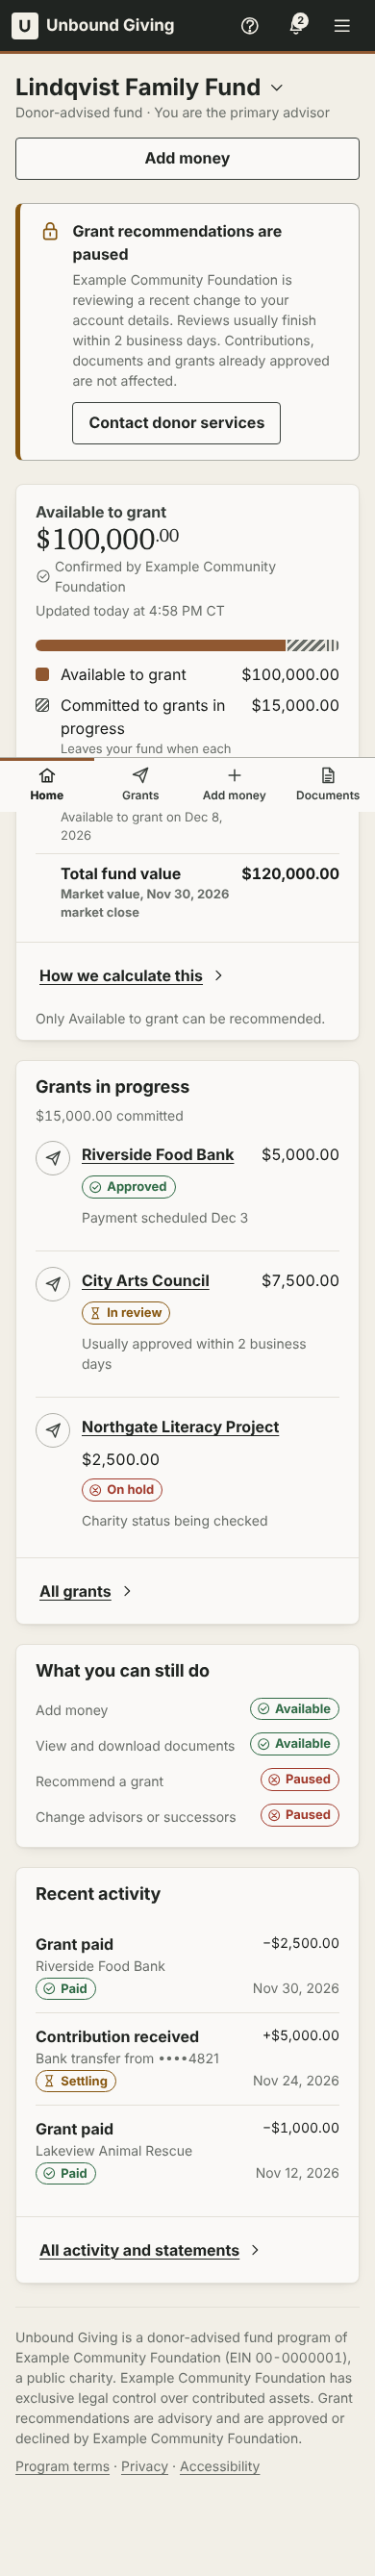 U Unbound Giving 2
Lindqvist Family Fund
Donor-advised fund · You are the primary advisor
Add money
Grant recommendations are
paused
Example Community Foundation is
reviewing a recent change to your
account details. Reviews usually finish
within 2 business days. Contributions,
documents and grants already approved
are not affected.
Contact donor services
Available to grant
$100,000.00
Confirmed by Example Community
Foundation
Updated today at 4:58 PM CT
Available to grant $100,000.00
Committed to grants in $15,000.00
progress
Leaves your fund when each
Home Grants Add money Documents
Available to grant on Dec 8,
2026
Total fund value $120,000.00
Market value, Nov 30, 2026
market close
How we calculate this
Only Available to grant can be recommended.
Grants in progress
$15,000.00 committed
Riverside Food Bank $5,000.00
Approved
Payment scheduled Dec 3
City Arts Council $7,500.00
In review
Usually approved within 2 business
days
Northgate Literacy Project
$2,500.00
On hold
Charity status being checked
All grants
What you can still do
Add money Available
View and download documents Available
Recommend a grant Paused
Change advisors or successors Paused
Recent activity
Grant paid −$2,500.00
Riverside Food Bank
Paid Nov 30, 2026
Contribution received +$5,000.00
Bank transfer from ••••4821
Settling Nov 24, 2026
Grant paid −$1,000.00
Lakeview Animal Rescue
Paid Nov 12, 2026
All activity and statements
Unbound Giving is a donor-advised fund program of
Example Community Foundation (EIN 00-0000001),
a public charity. Example Community Foundation has
exclusive legal control over contributed assets. Grant
recommendations are advisory and are approved or
declined by Example Community Foundation.
Program terms · Privacy · Accessibility